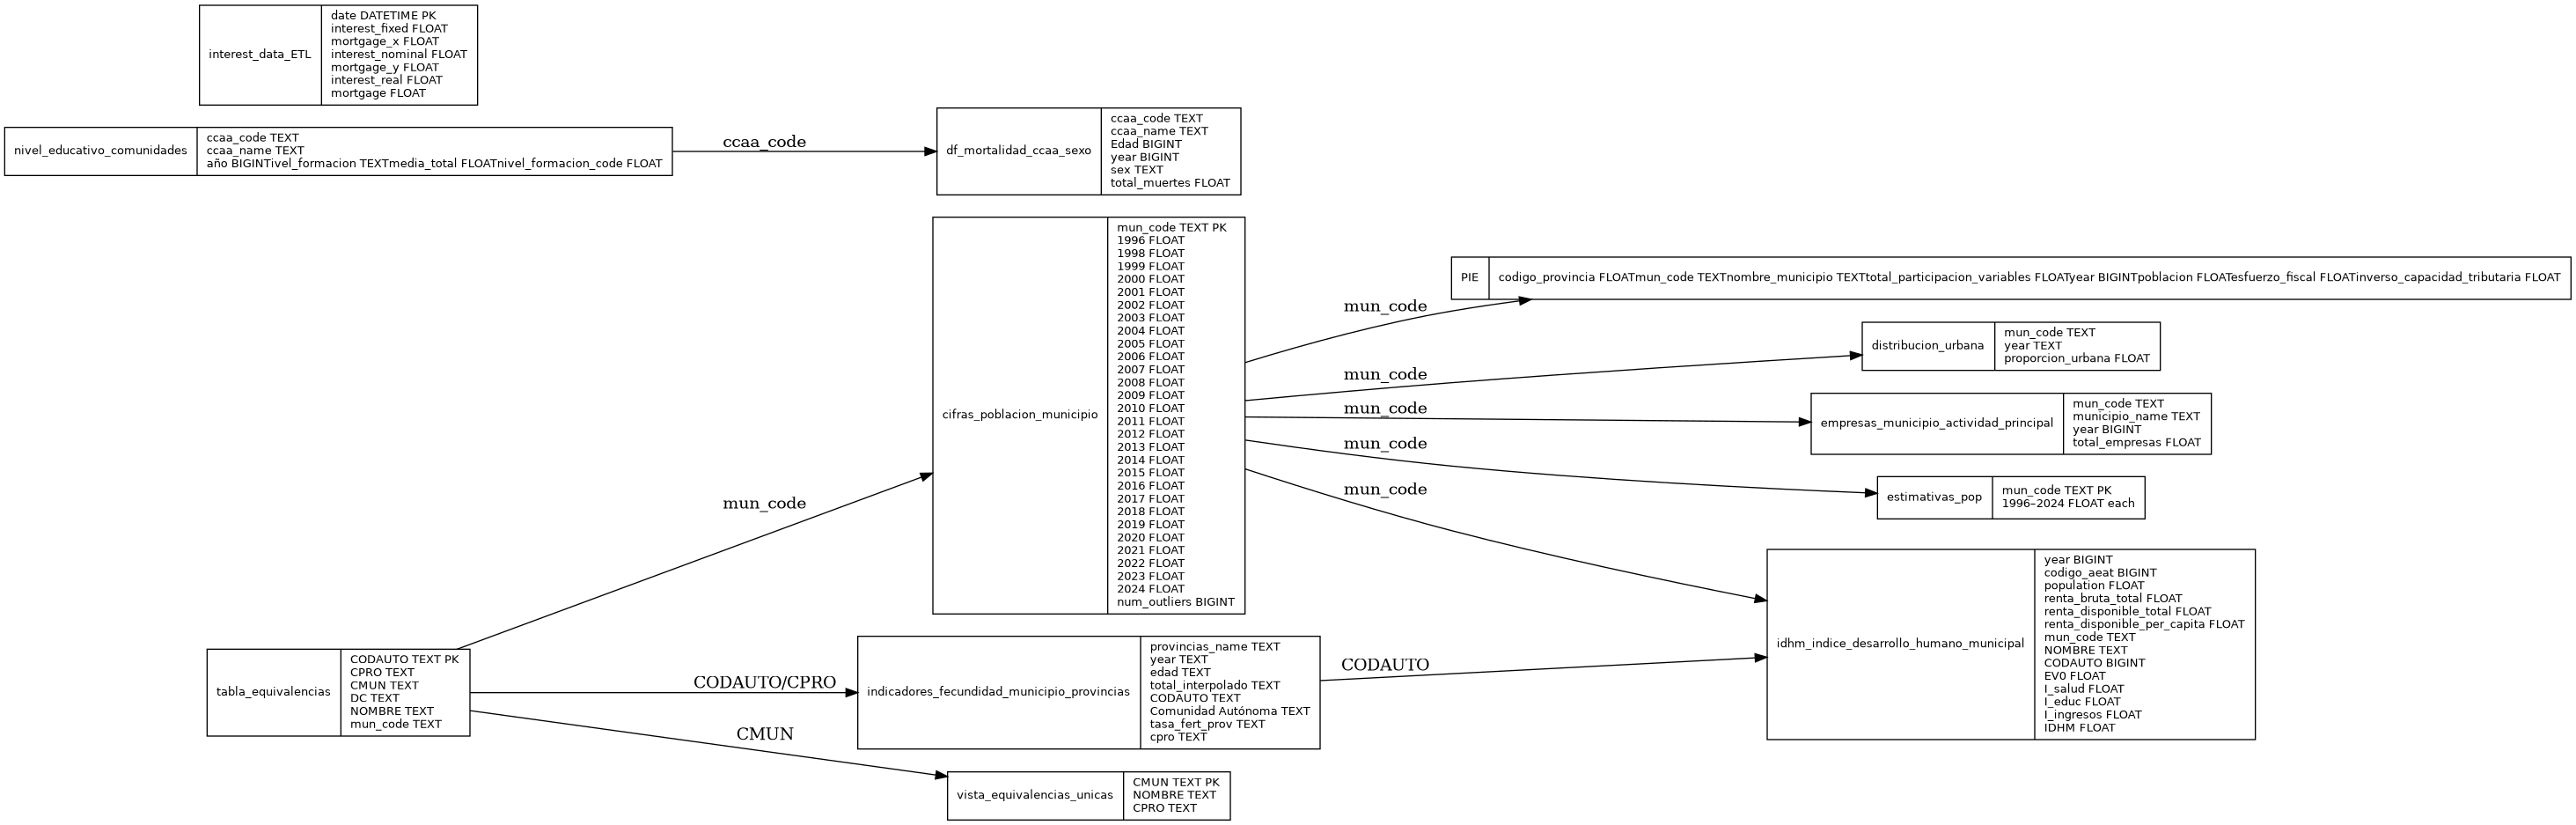 interest_data_ETL
date DATETIME PK
interest_fixed FLOAT
mortgage_x FLOAT
interest_nominal FLOAT
mortgage_y FLOAT
interest_real FLOAT
mortgage FLOAT
nivel_educativo_comunidades
ccaa_code TEXT
ccaa_name TEXT
año BIGINTivel_formacion TEXTmedia_total FLOATnivel_formacion_code FLOAT
ccaa_code
df_mortalidad_ccaa_sexo
ccaa_code TEXT
ccaa_name TEXT
Edad BIGINT
year BIGINT
sex TEXT
total_muertes FLOAT
cifras_poblacion_municipio
mun_code TEXT PK
1996 FLOAT
1998 FLOAT
1999 FLOAT
2000 FLOAT
2001 FLOAT
2002 FLOAT
2003 FLOAT
2004 FLOAT
2005 FLOAT
2006 FLOAT
2007 FLOAT
2008 FLOAT
2009 FLOAT
2010 FLOAT
2011 FLOAT
2012 FLOAT
2013 FLOAT
2014 FLOAT
2015 FLOAT
2016 FLOAT
2017 FLOAT
2018 FLOAT
2019 FLOAT
2020 FLOAT
2021 FLOAT
2022 FLOAT
2023 FLOAT
2024 FLOAT
num_outliers BIGINT
mun_code
PIE
codigo_provincia FLOATmun_code TEXTnombre_municipio TEXTtotal_participacion_variables FLOATyear BIGINTpoblacion FLOATesfuerzo_fiscal FLOATinverso_capacidad_tributaria FLOAT
mun_code
distribucion_urbana
mun_code TEXT
year TEXT
proporcion_urbana FLOAT
mun_code
empresas_municipio_actividad_principal
mun_code TEXT
municipio_name TEXT
year BIGINT
total_empresas FLOAT
mun_code
estimativas_pop
mun_code TEXT PK
1996–2024 FLOAT each
mun_code
idhm_indice_desarrollo_humano_municipal
year BIGINT
codigo_aeat BIGINT
population FLOAT
renta_bruta_total FLOAT
renta_disponible_total FLOAT
renta_disponible_per_capita FLOAT
mun_code TEXT
NOMBRE TEXT
CODAUTO BIGINT
EV0 FLOAT
I_salud FLOAT
I_educ FLOAT
I_ingresos FLOAT
IDHM FLOAT
mun_code
tabla_equivalencias
CODAUTO TEXT PK
CPRO TEXT
CMUN TEXT
DC TEXT
NOMBRE TEXT
mun_code TEXT
CODAUTO/CPRO
indicadores_fecundidad_municipio_provincias
provincias_name TEXT
year TEXT
edad TEXT
total_interpolado TEXT
CODAUTO TEXT
Comunidad Autónoma TEXT
tasa_fert_prov TEXT
cpro TEXT
CODAUTO
CMUN
vista_equivalencias_unicas
CMUN TEXT PK
NOMBRE TEXT
CPRO TEXT